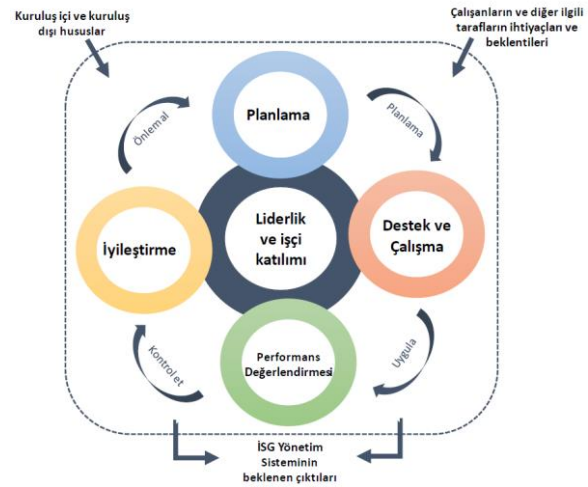 Kuruluş içi ve kuruluş
dışı hususlar
Çalışanların ve diğer ilgili
tarafların ihtiyaçları ve
beklentileri
Önlem al
Planlama
Planlama
İyileştirme
Liderlik
ve işçi
katılımı
Destek ve
Çalışma
Kontrol et
Performans
Değerlendirmesi
Uygula
İSG Yönetim
Sisteminin
beklenen çıktıları